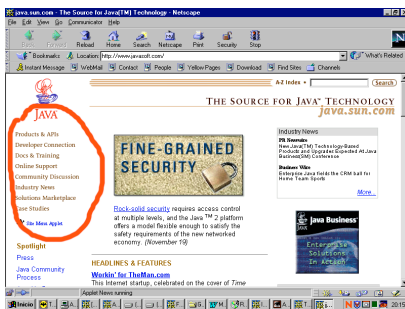 java.sun.com - The Source for Java(TM) Technology - Netscape
File Edit View Go Communicator Help
Back Forward Reload Home Search Netscape Print Security Stop
Bookmarks Location: http://www.javasoft.com/ What's Related
Instant Message WebMail Contact People Yellow Pages Download Find Sites Channels
A-Z Index Search
JAVA
THE SOURCE FOR JAVA TECHNOLOGY
java.sun.com
Products & APIs
Developer Connection
Docs & Training
Online Support
Community Discussion
Industry News
Solutions Marketplace
Case Studies
Site Menu Applet
Spotlight
Press
Java Community
Process
FINE-GRAINED
SECURITY
Rock-solid security requires access control
at multiple levels, and the Java TM 2 platform
offers a model flexible enough to satisfy the
safety requirements of the new networked
economy. (November 19)
HEADLINES & FEATURES
Workin' for TheMan.com
This Internet startup, celebrated on the cover of Time
Industry News
PR Newswire
New Java(TM) Technology-Based
Products and Upgrades Expected At Java
Business(SM) Conference
Business Wire
Enterprise Java fields the CRM ball for
Home Team Sports
More...
Java Business
Enterprise
Solutions
In Action
Applet News running
Inicio
20:15